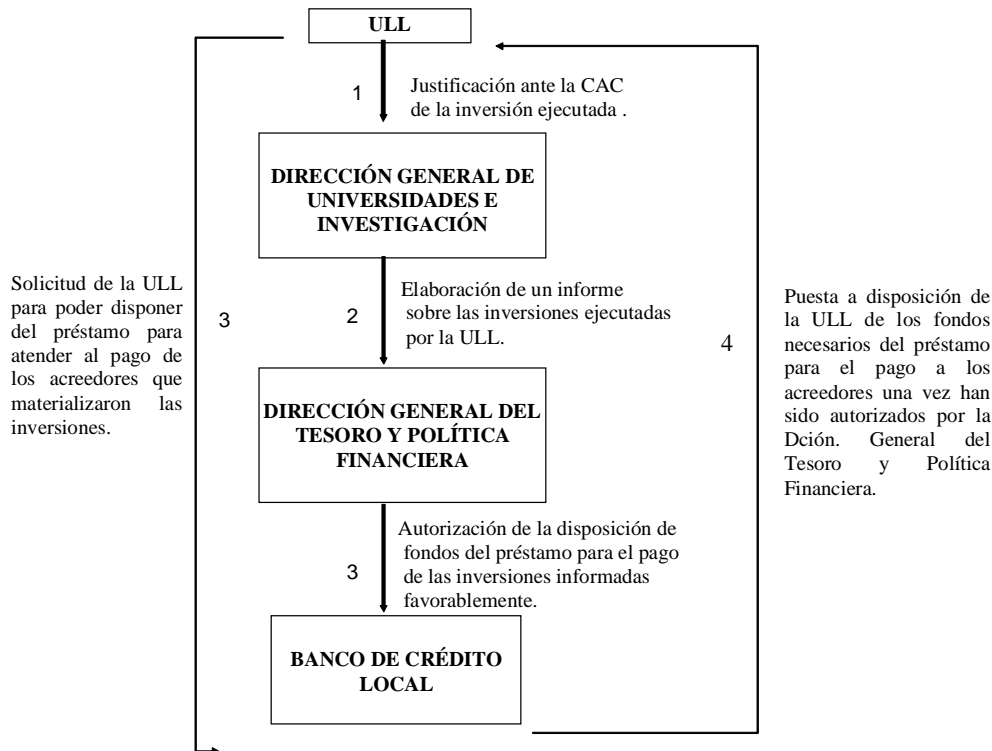 ULL
1
Justificación ante la CAC
de la inversión ejecutada .
DIRECCIÓN GENERAL DE
UNIVERSIDADES E
INVESTIGACIÓN
Solicitud de la ULL
para poder disponer
del préstamo para
atender al pago de
los acreedores que
materializaron las
inversiones.
3
2
Elaboración de un informe
sobre las inversiones ejecutadas
por la ULL.
4
Puesta a disposición de
la ULL de los fondos
necesarios del préstamo
para el pago a los
acreedores una vez han
sido autorizados por la
Dción. General del
Tesoro y Política
Financiera.
DIRECCIÓN GENERAL DEL
TESORO Y POLÍTICA
FINANCIERA
3
Autorización de la disposición de
fondos del préstamo para el pago
de las inversiones informadas
favorablemente.
BANCO DE CRÉDITO
LOCAL